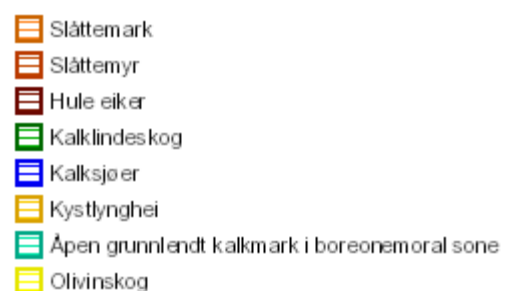 Slåttemark
Slåttemyr
Hule eiker
Kalklindeskog
Kalksjøer
Kystlynghei
Åpen grunnlendt kalkmark i boreonemoral sone
Olivinskog